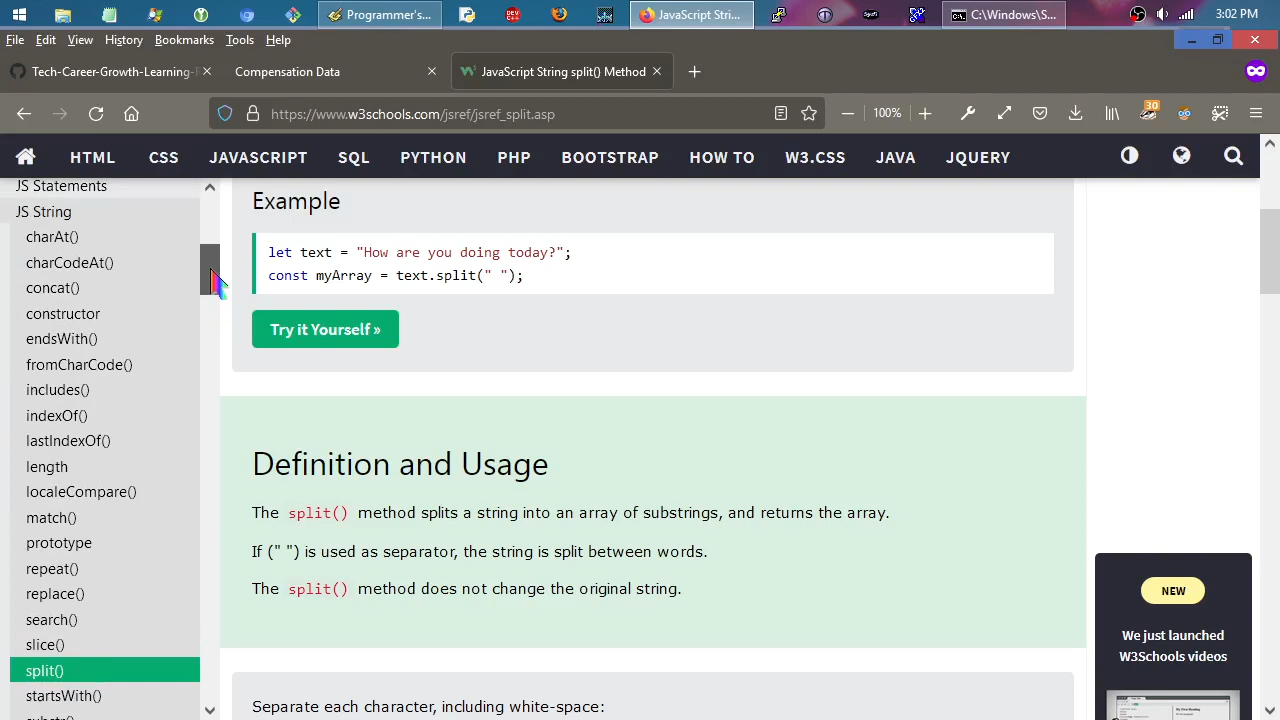 Programmer's...
JavaScript Stri...
C:\Windows\S...
3:02 PM
File Edit View History Bookmarks Tools Help
Tech-Career-Growth-Learning-
Compensation Data
JavaScript String split() Method
https://www.w3schools.com/jsref/jsref_split.asp
100%
30
HTML CSS JAVASCRIPT SQL PYTHON PHP BOOTSTRAP HOW TO W3.CSS JAVA JQUERY
JS Statements
JS String
charAt()
charCodeAt()
concat()
constructor
endsWith()
fromCharCode()
includes()
indexOf()
lastIndexOf()
length
localeCompare()
match()
prototype
repeat()
replace()
search()
slice()
split()
startsWith()
substr()
Example
let text = "How are you doing today?";
const myArray = text.split(" ");
Try it Yourself »
Definition and Usage
The split() method splits a string into an array of substrings, and returns the array.
If (" ") is used as separator, the string is split between words.
The split() method does not change the original string.
Separate each character, including white-space:
NEW
We just launched
W3Schools videos